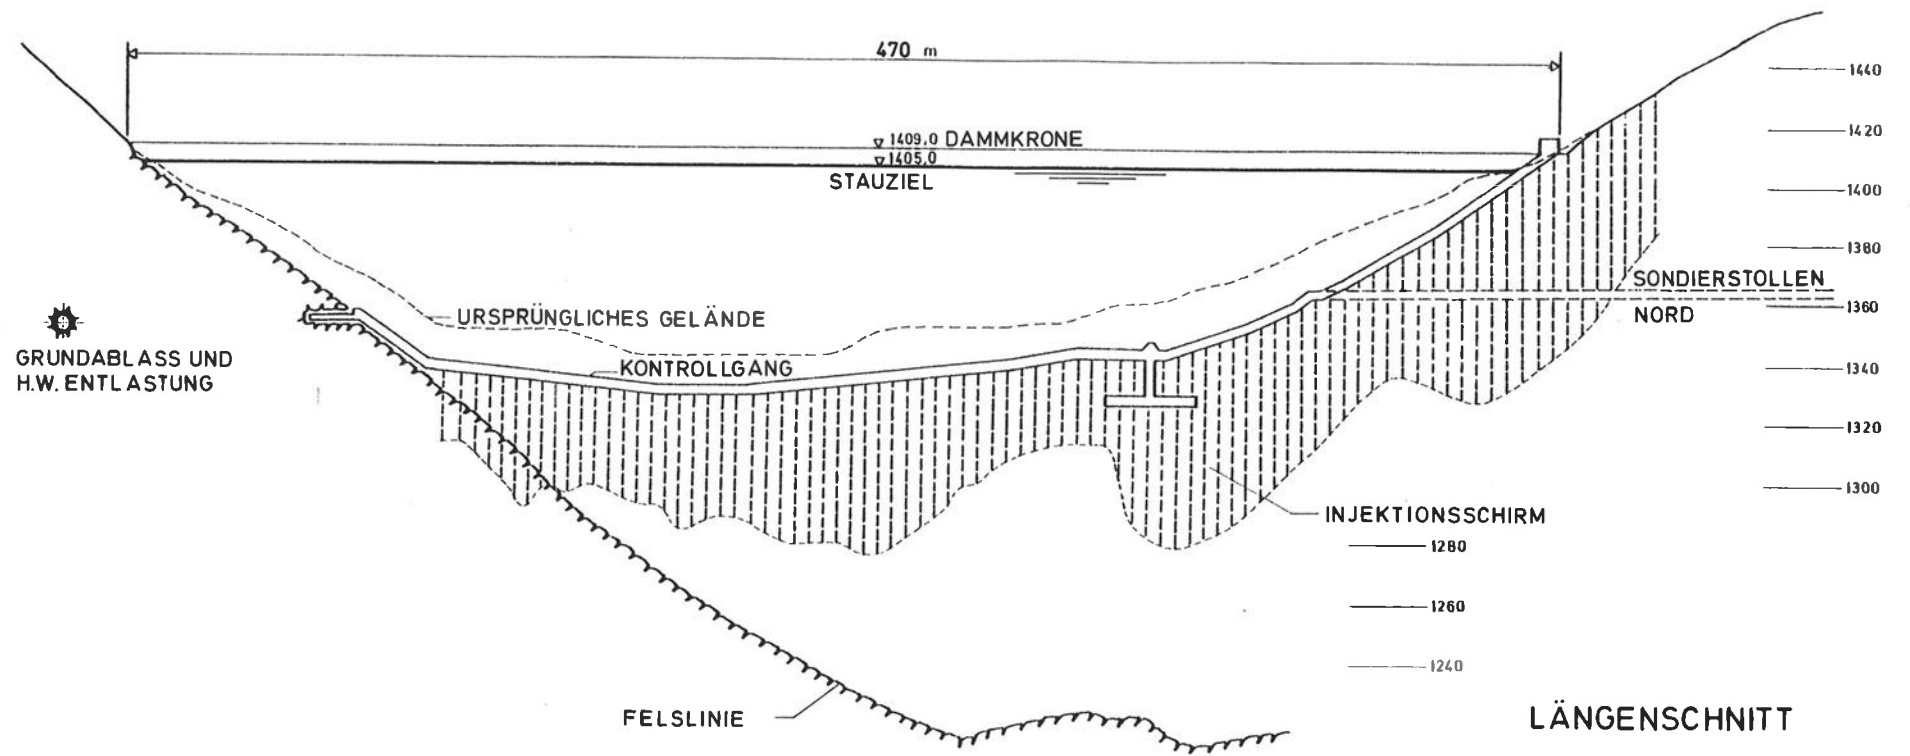 470 m
1440
1409,0 DAMMKRONE
1420
1405,0
STAUZIEL
1400
1380
SONDIERSTOLLEN
1360
NORD
URSPRÜNGLICHES GELÄNDE
GRUNDABLASS UND
H.W. ENTLASTUNG
KONTROLLGANG
1340
1320
1300
INJEKTIONSSCHIRM
1280
1260
1240
FELSLINIE
LÄNGENSCHNITT